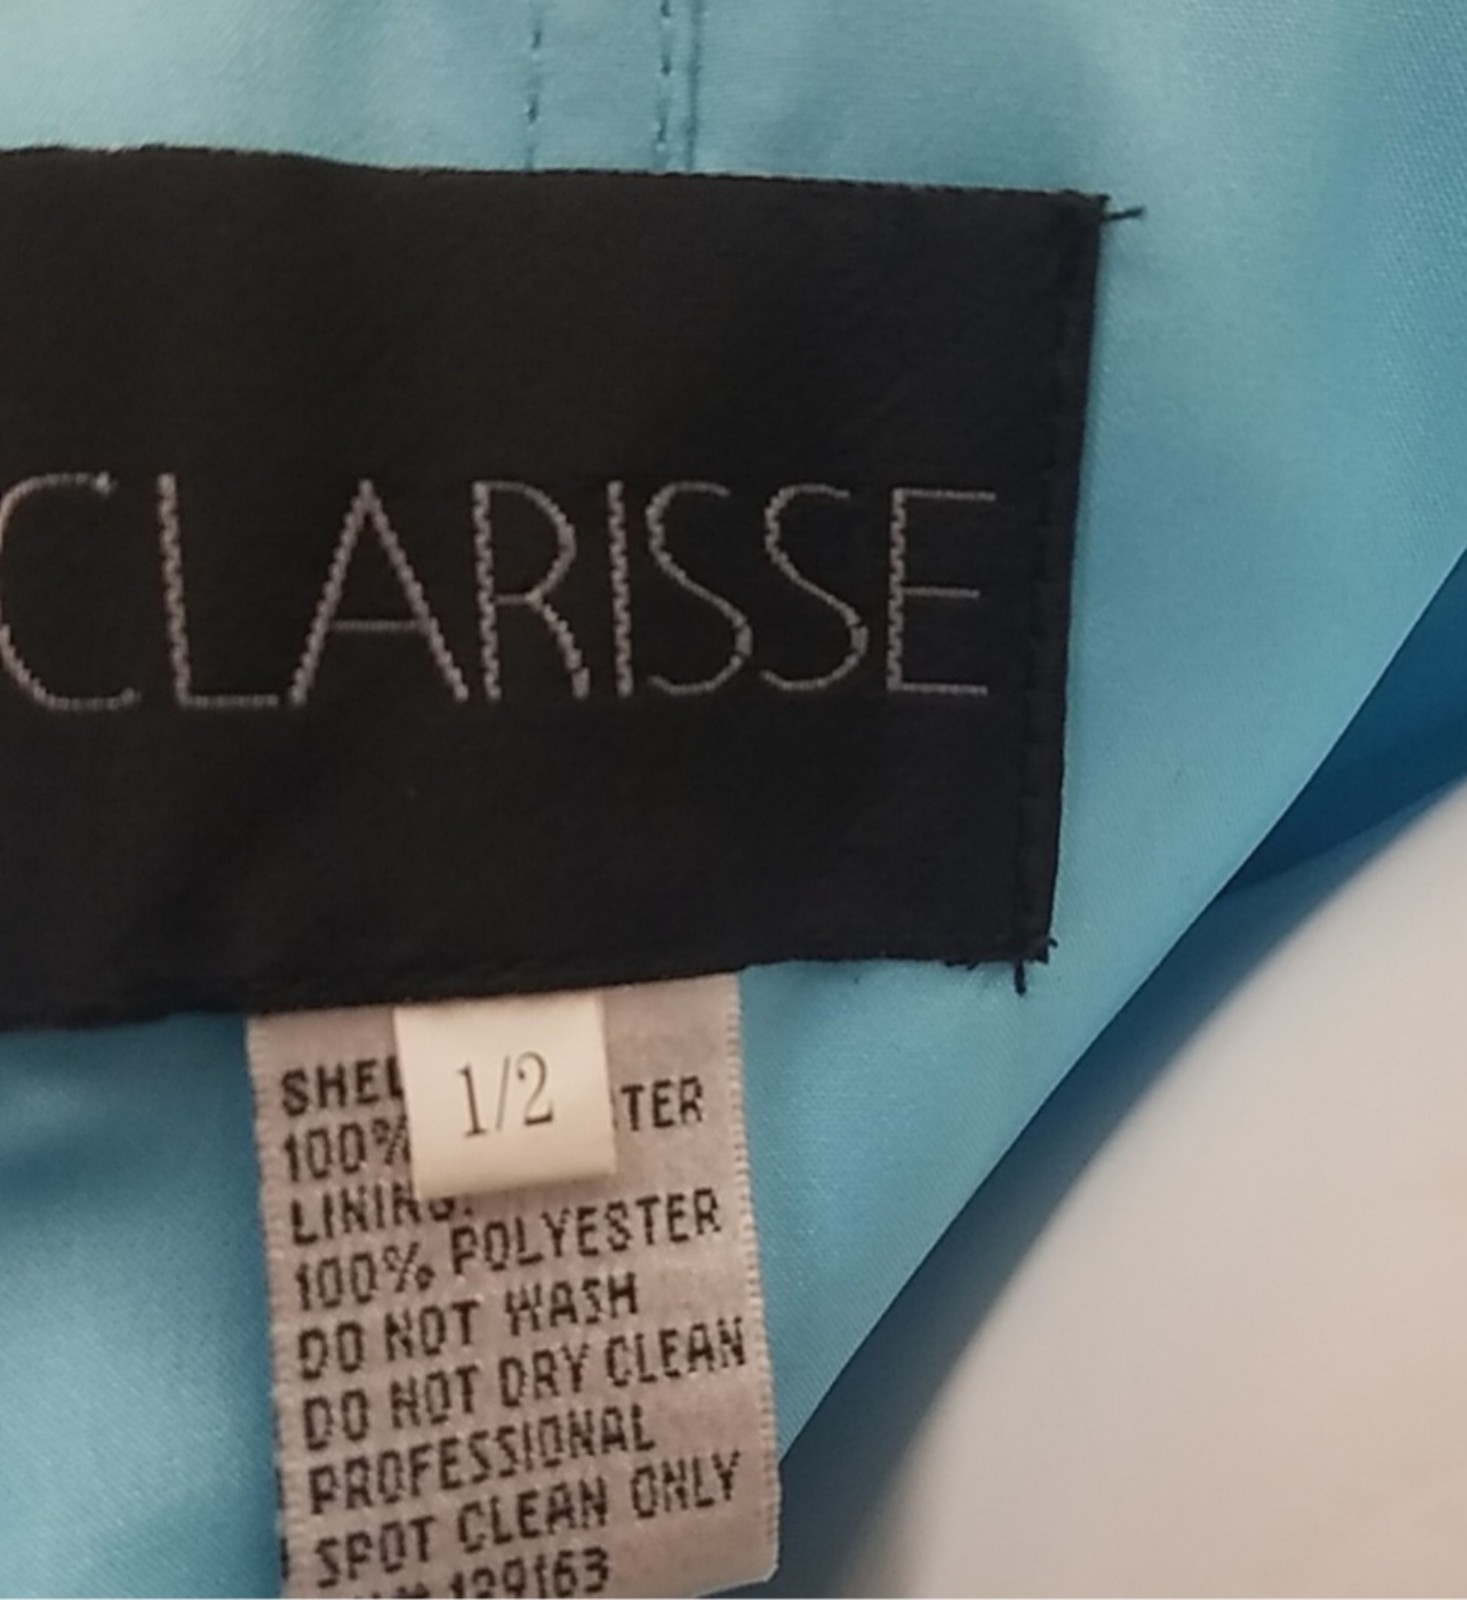 CLARISSE
1/2
SHEL
100% TER
LINING:
100% POLYESTER
DO NOT WASH
DO NOT DRY CLEAN
PROFESSIONAL
SPOT CLEAN ONLY
129163